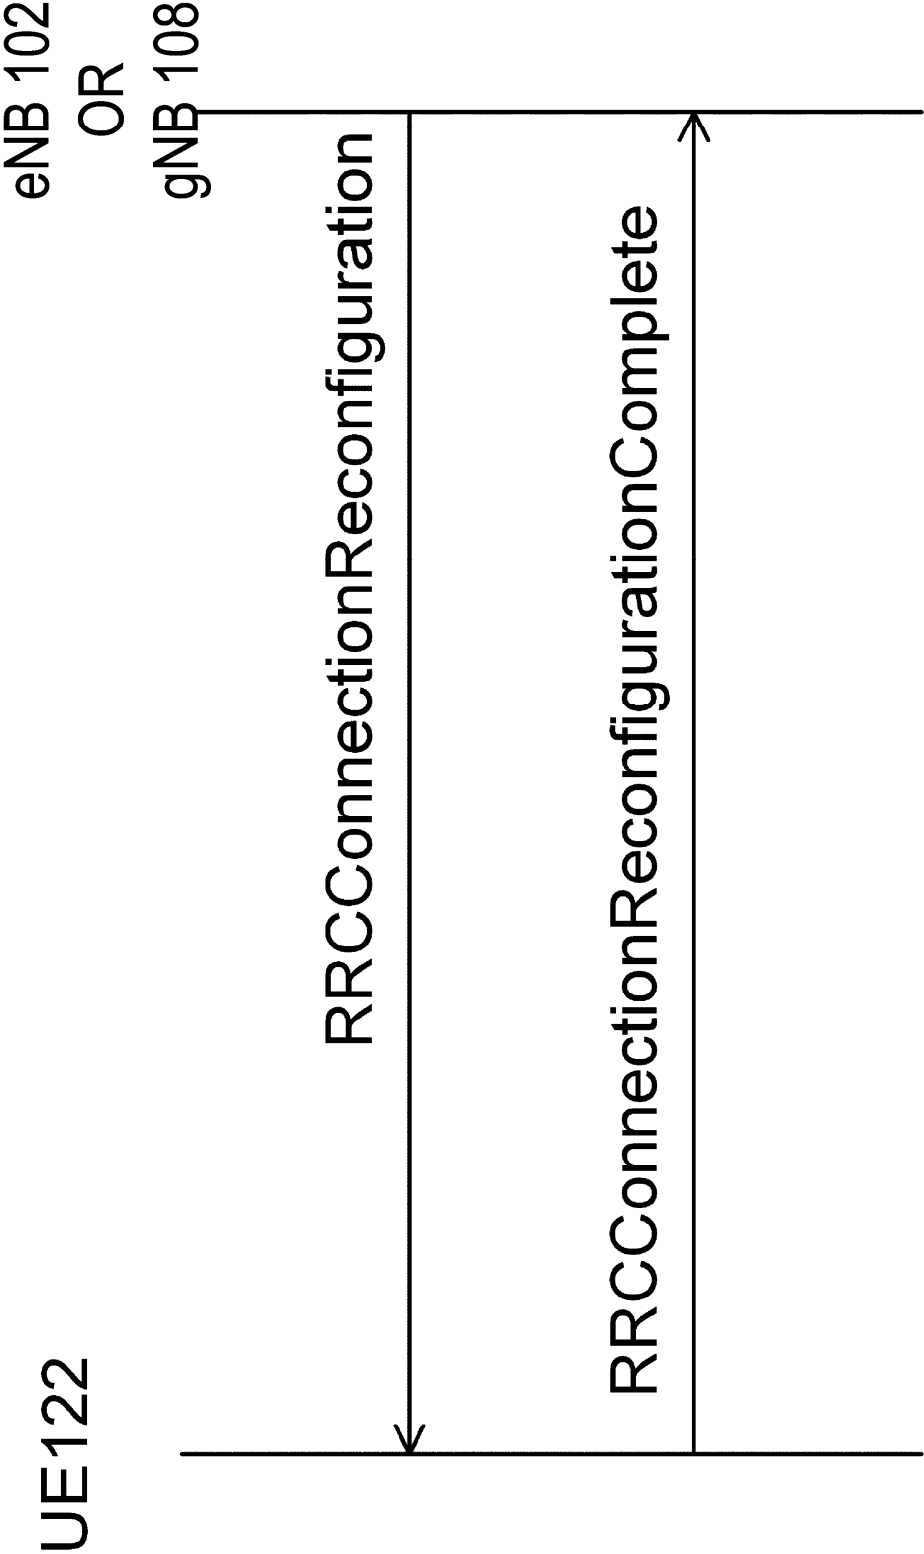 UE122
eNB 102
OR
gNB 108
RRCConnectionReconfiguration
RRCConnectionReconfigurationComplete